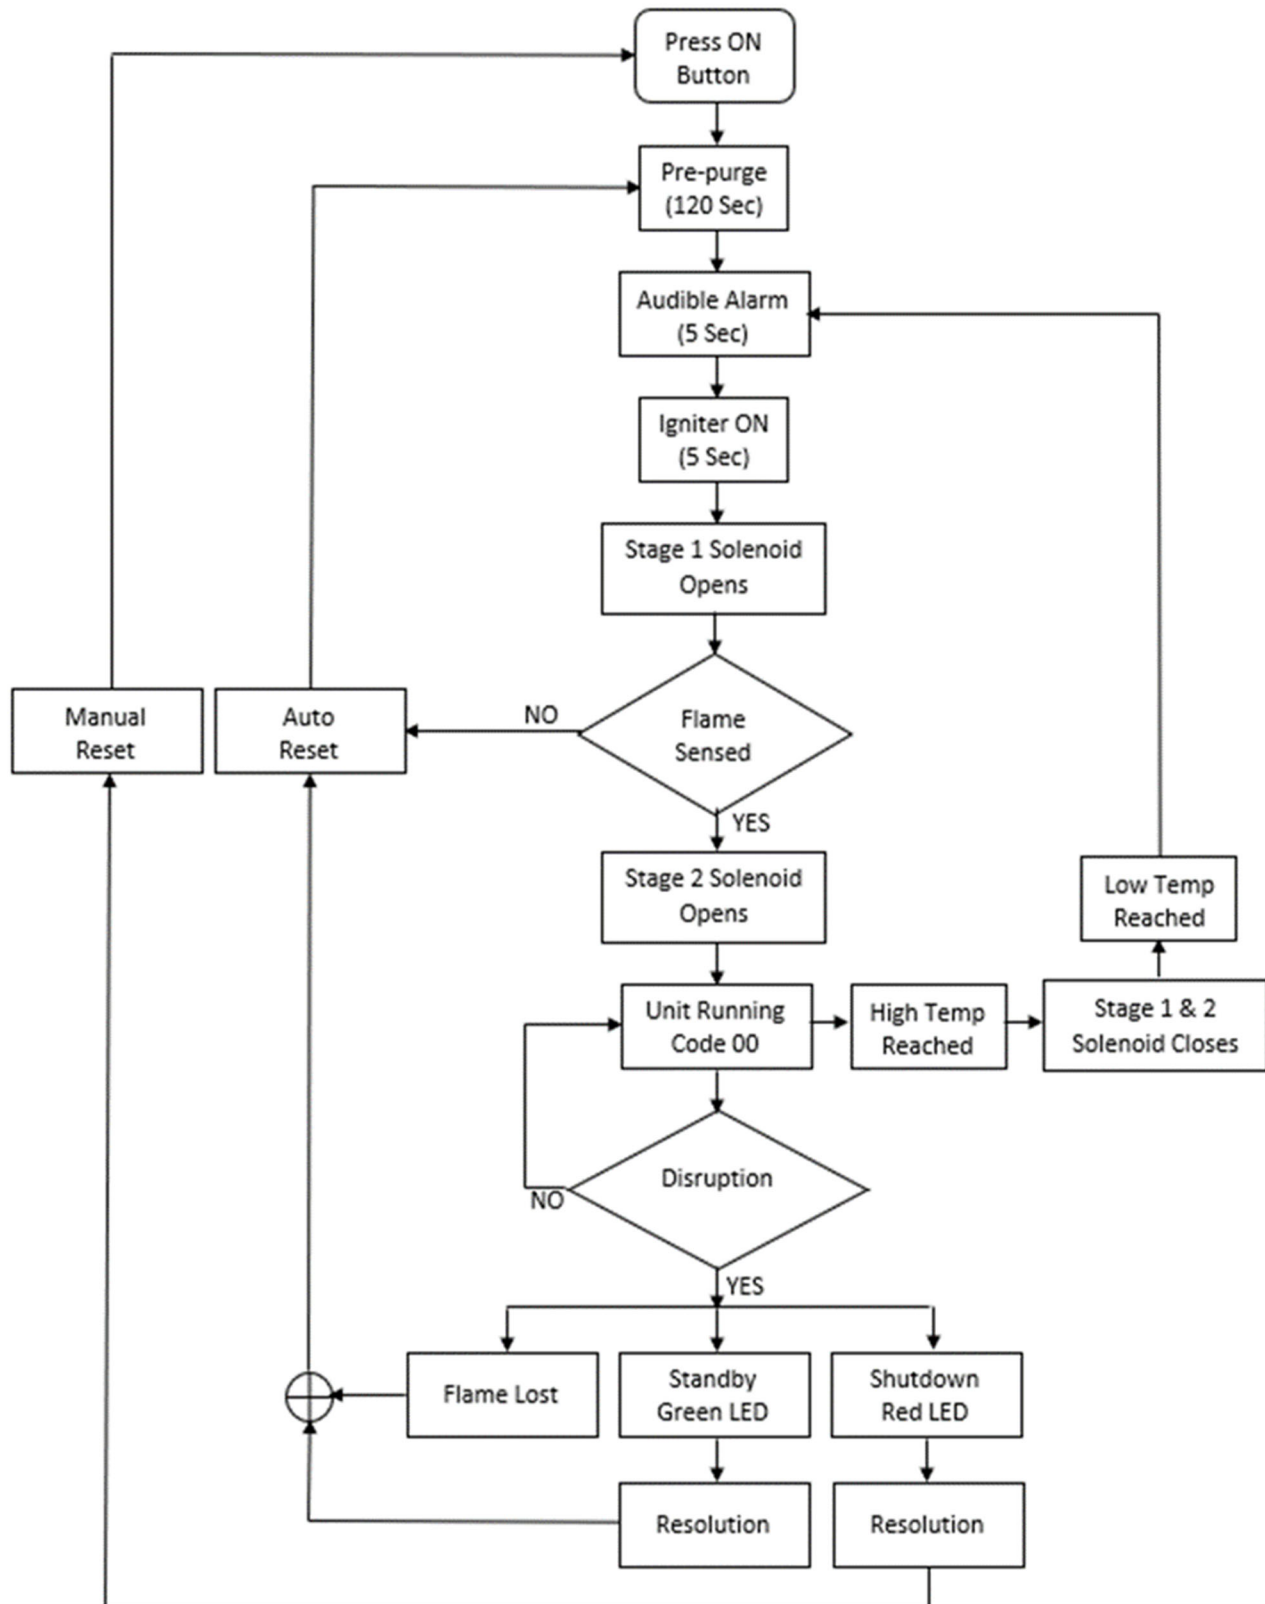 Press ON
Button
Pre-purge
(120 Sec)
Audible Alarm
(5 Sec)
Igniter ON
(5 Sec)
Stage 1 Solenoid
Opens
Manual
Reset
Auto
Reset
NO
Flame
Sensed
YES
Stage 2 Solenoid
Opens
Low Temp
Reached
Unit Running
Code 00
High Temp
Reached
Stage 1 & 2
Solenoid Closes
Disruption
NO
YES
Flame Lost
Standby
Green LED
Shutdown
Red LED
Resolution
Resolution